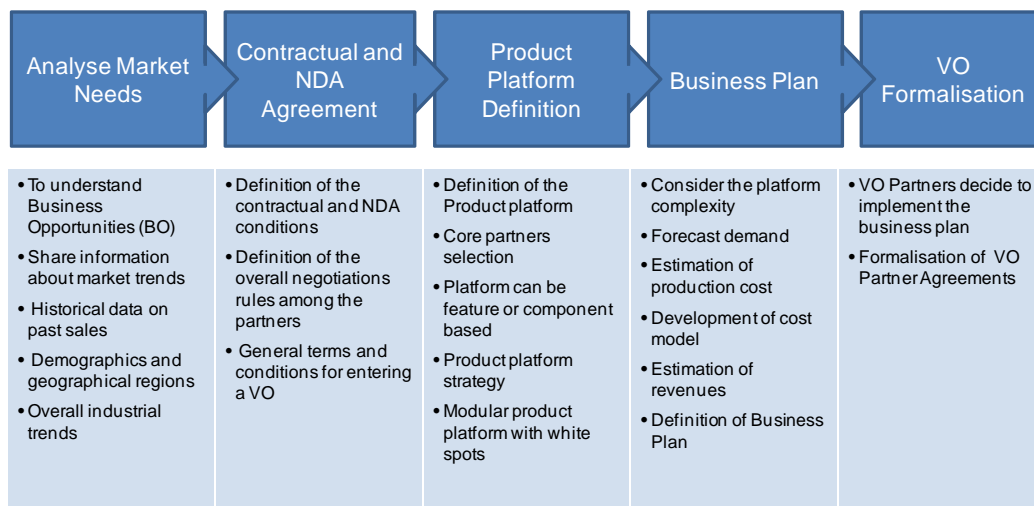 Analyse Market
Needs
Contractual and
NDA
Agreement
Product
Platform
Definition
Business Plan
VO
Formalisation
• To understand
Business
Opportunities (BO)
• Share information
about market trends
• Historical data on
past sales
• Demographics and
geographical regions
• Overall industrial
trends
• Definition of the
contractual and NDA
conditions
• Definition of the
overall negotiations
rules among the
partners
• General terms and
conditions for entering
a VO
• Definition of the
Product platform
• Core partners
selection
• Platform can be
feature or component
based
• Product platform
strategy
• Modular product
platform with white
spots
• Consider the platform
complexity
• Forecast demand
• Estimation of
production cost
• Development of cost
model
• Estimation of
revenues
• Definition of Business
Plan
• VO Partners decide to
implement the
business plan
• Formalisation of VO
Partner Agreements